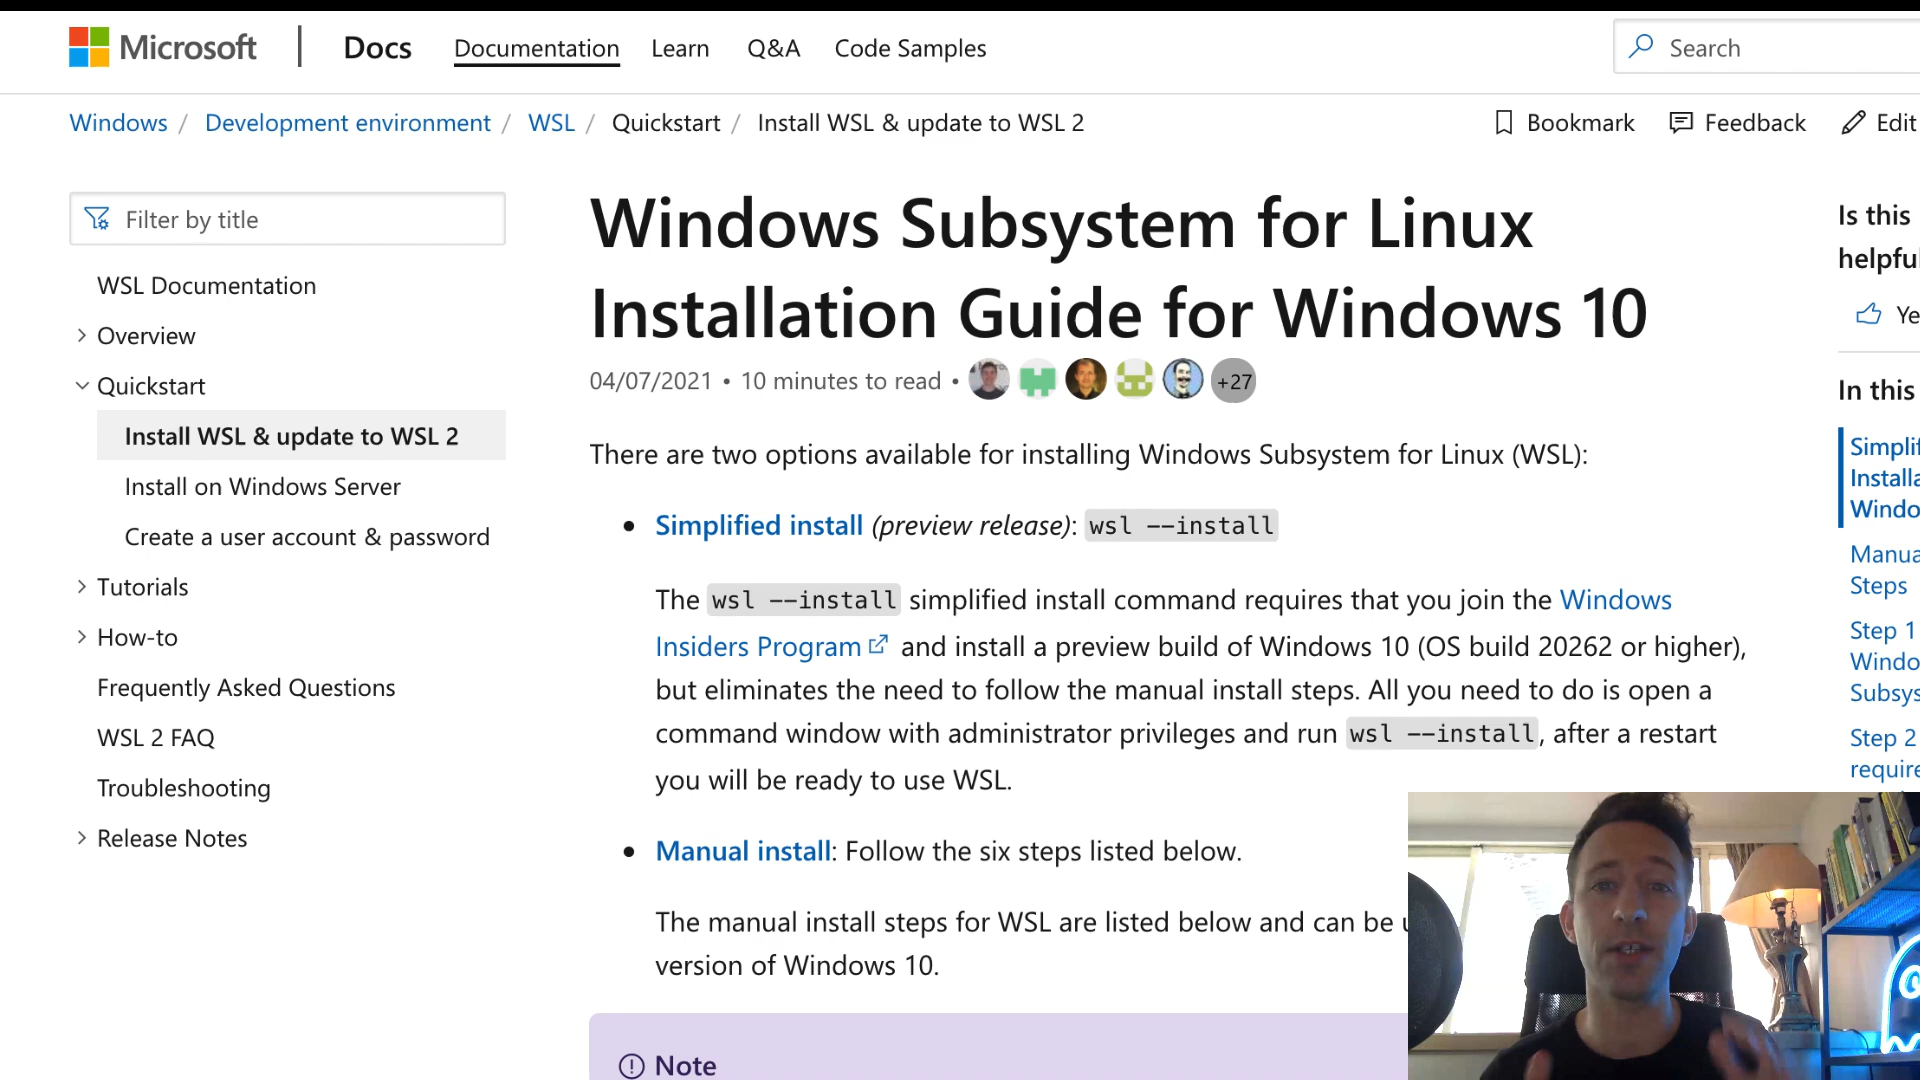 Microsoft Docs Documentation Learn Q&A Code Samples Search
Windows / Development environment / WSL / Quickstart / Install WSL & update to WSL 2
Bookmark Feedback Edit
Filter by title
WSL Documentation
Overview
Quickstart
Install WSL & update to WSL 2
Install on Windows Server
Create a user account & password
Tutorials
How-to
Frequently Asked Questions
WSL 2 FAQ
Troubleshooting
Release Notes
Windows Subsystem for Linux
Installation Guide for Windows 10
04/07/2021 • 10 minutes to read • +27
There are two options available for installing Windows Subsystem for Linux (WSL):
• Simplified install (preview release): wsl --install
The wsl --install simplified install command requires that you join the Windows
Insiders Program and install a preview build of Windows 10 (OS build 20262 or higher),
but eliminates the need to follow the manual install steps. All you need to do is open a
command window with administrator privileges and run wsl --install, after a restart
you will be ready to use WSL.
• Manual install: Follow the six steps listed below.
The manual install steps for WSL are listed below and can be
version of Windows 10.
Note
Is this
helpful
Ye
In this
Simplif
Installa
Windo
Manua
Steps
Step 1
Windo
Subsys
Step 2
require